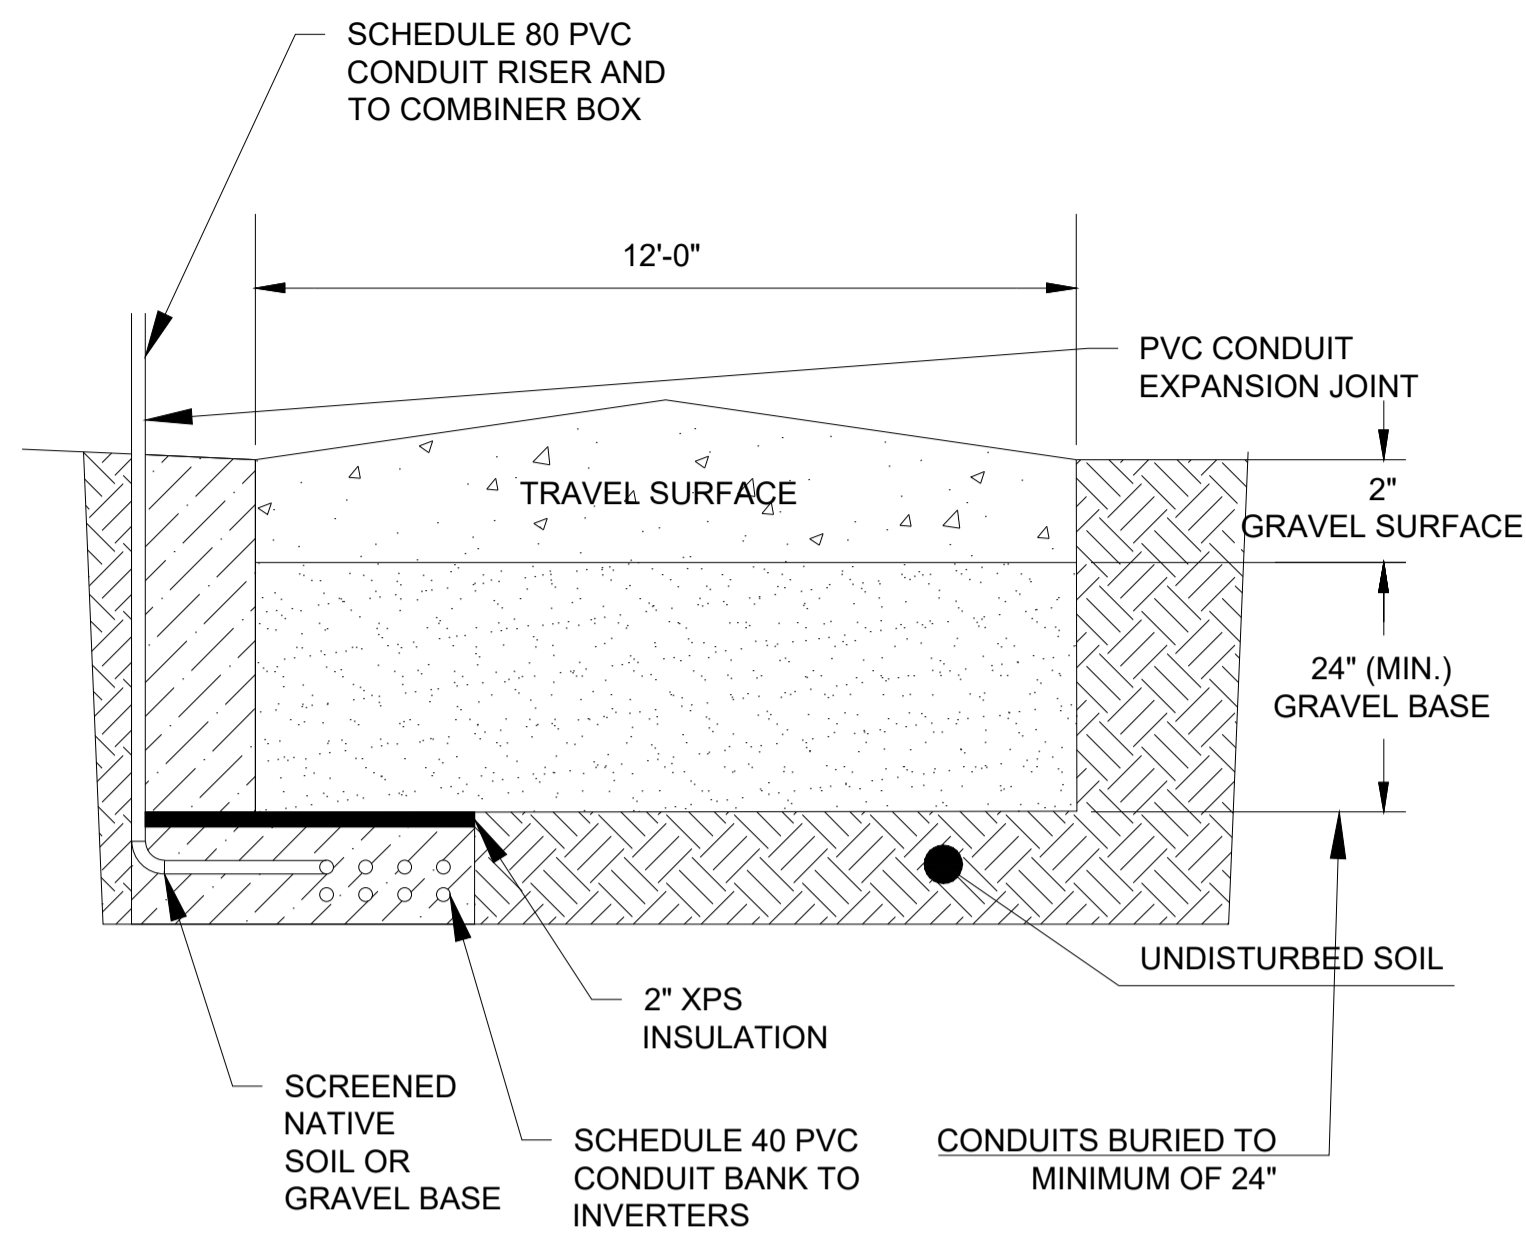 SCHEDULE 80 PVC
CONDUIT RISER AND
TO COMBINER BOX
12'-0"
PVC CONDUIT
EXPANSION JOINT
TRAVEL SURFACE
2"
GRAVEL SURFACE
24" (MIN.)
GRAVEL BASE
UNDISTURBED SOIL
2" XPS
INSULATION
SCREENED
NATIVE
SOIL OR
GRAVEL BASE
SCHEDULE 40 PVC
CONDUIT BANK TO
INVERTERS
CONDUITS BURIED TO
MINIMUM OF 24"